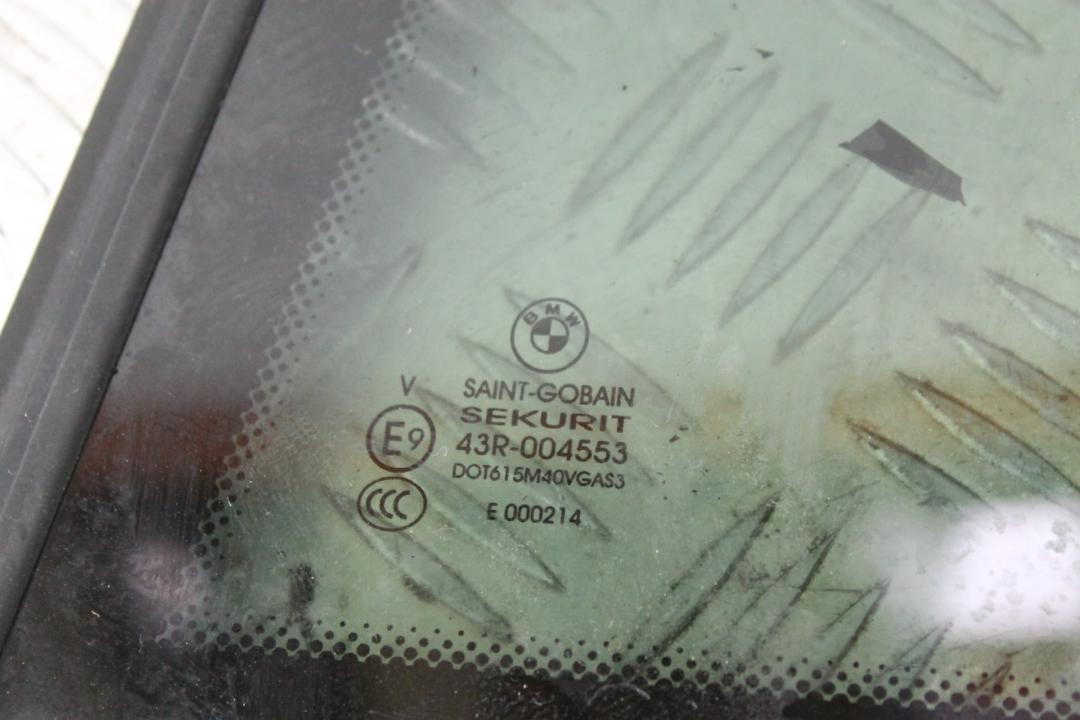 BMW
V SAINT-GOBAIN
SEKURIT
E9 43R-004553
DOT615M40VGAS3
CCC E 000214